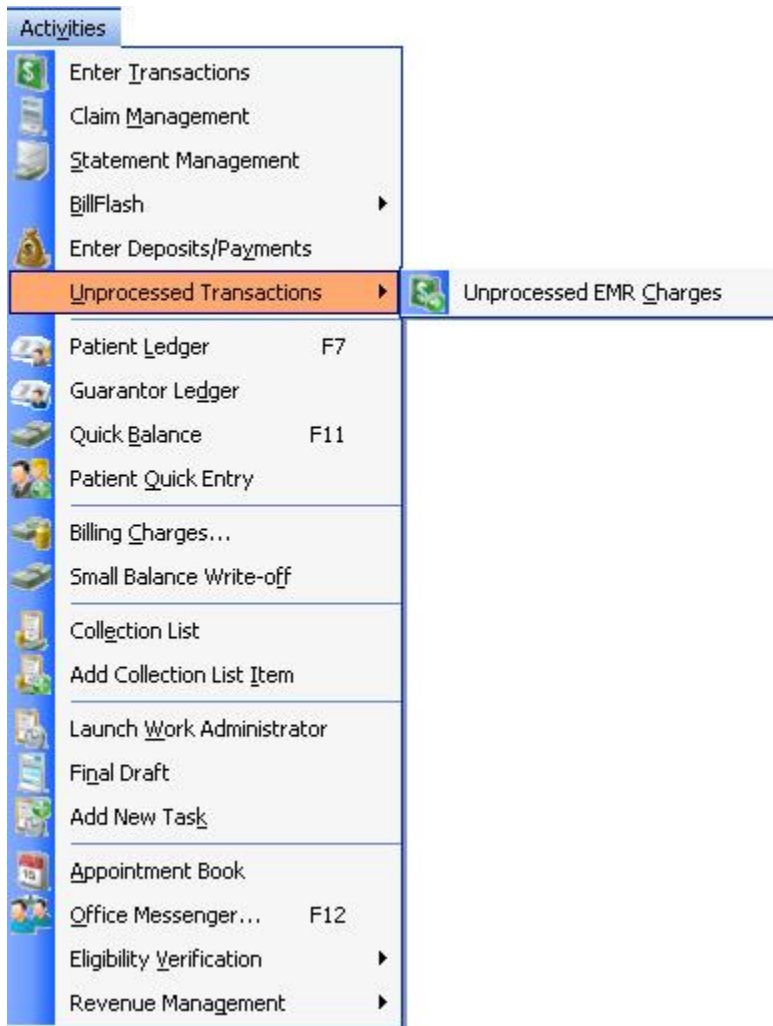 Activities
Enter Transactions
Claim Management
Statement Management
BillFlash
Enter Deposits/Payments
Unprocessed Transactions
Unprocessed EMR Charges
Patient Ledger F7
Guarantor Ledger
Quick Balance F11
Patient Quick Entry
Billing Charges...
Small Balance Write-off
Collection List
Add Collection List Item
Launch Work Administrator
Final Draft
Add New Task
Appointment Book
Office Messenger... F12
Eligibility Verification
Revenue Management